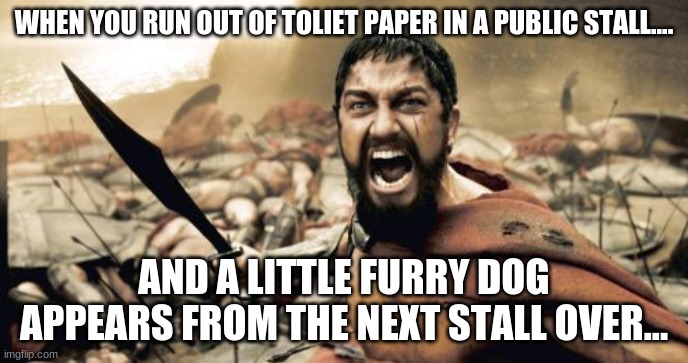 WHEN YOU RUN OUT OF TOLIET PAPER IN A PUBLIC STALL....
AND A LITTLE FURRY DOG
APPEARS FROM THE NEXT STALL OVER...
imgflip.com